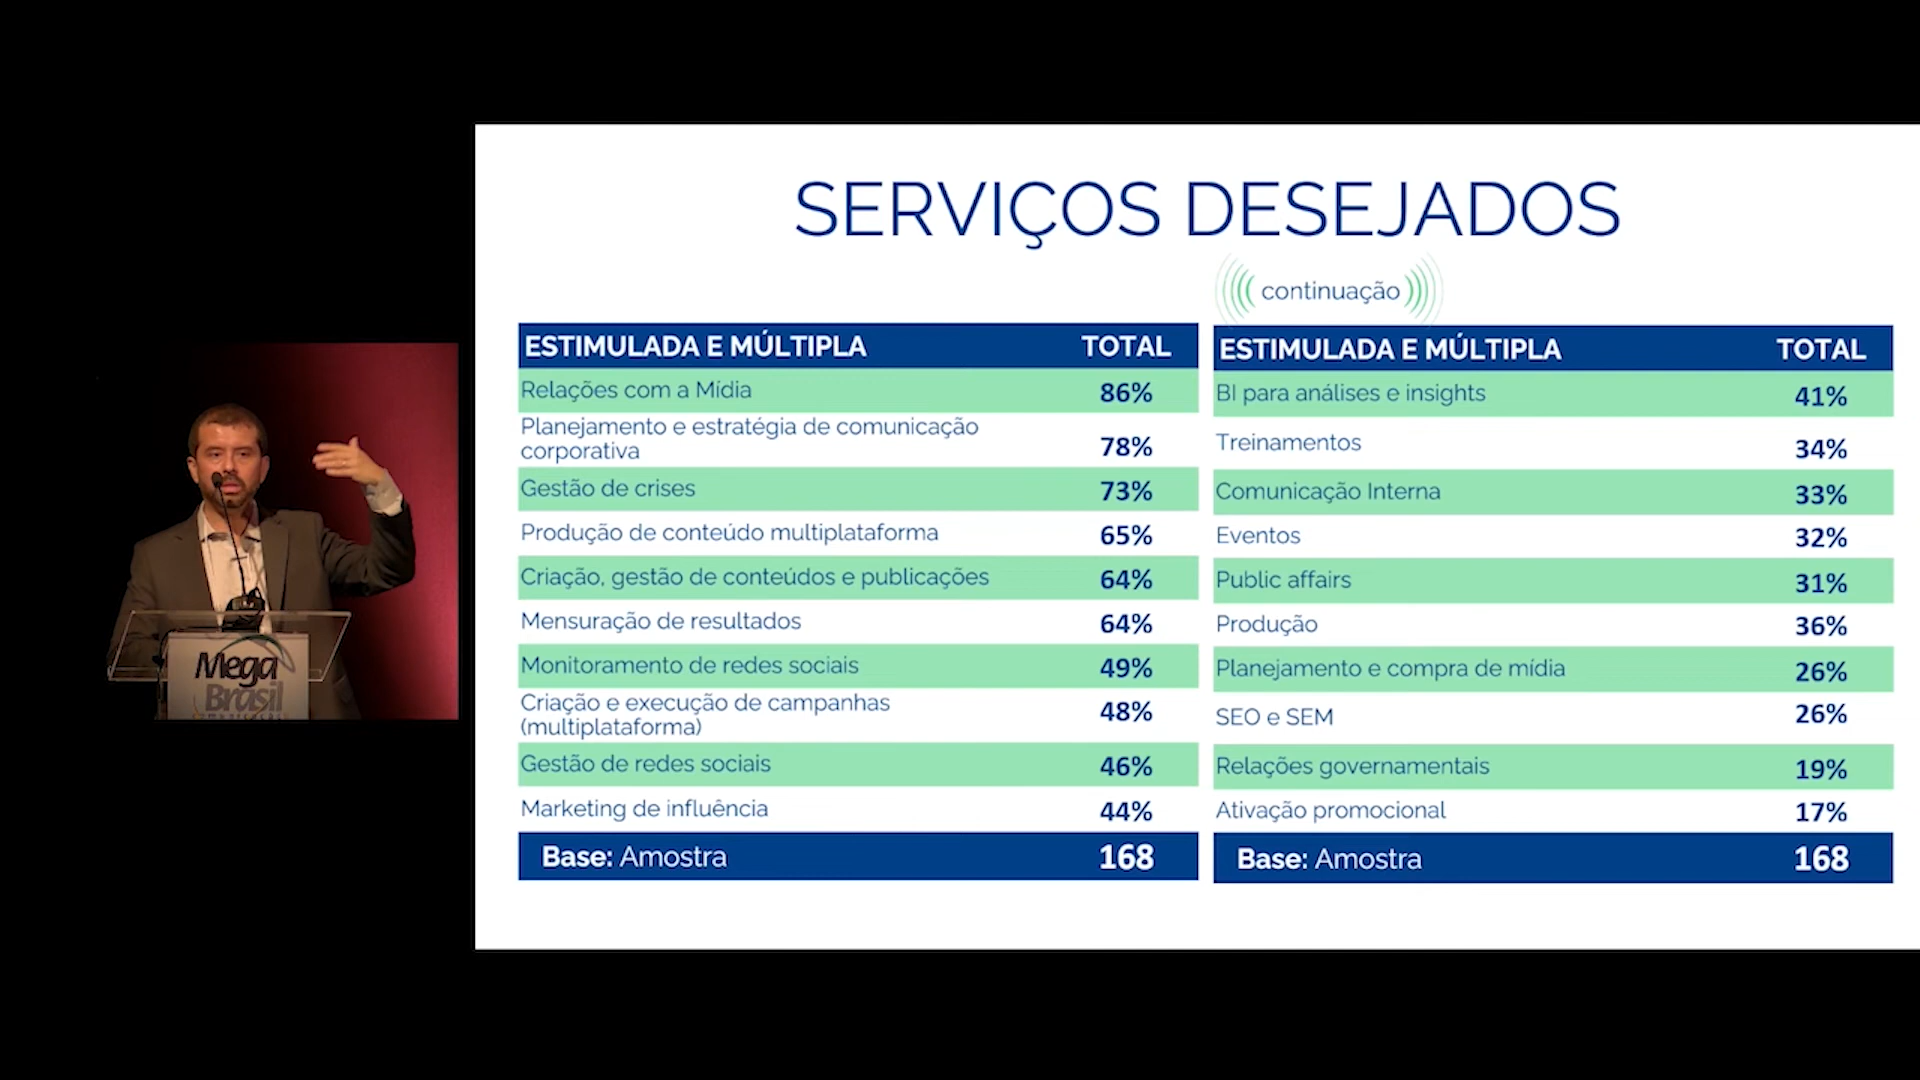 SERVIÇOS DESEJADOS
continuação
ESTIMULADA E MÚLTIPLA TOTAL
Relações com a Mídia 86%
Planejamento e estratégia de comunicação
corporativa 78%
Gestão de crises 73%
Produção de conteúdo multiplataforma 65%
Criação, gestão de conteúdos e publicações 64%
Mensuração de resultados 64%
Monitoramento de redes sociais 49%
Criação e execução de campanhas
(multiplataforma) 48%
Gestão de redes sociais 46%
Marketing de influência 44%
Base: Amostra 168
ESTIMULADA E MÚLTIPLA TOTAL
BI para análises e insights 41%
Treinamentos 34%
Comunicação Interna 33%
Eventos 32%
Public affairs 31%
Produção 36%
Planejamento e compra de mídia 26%
SEO e SEM 26%
Relações governamentais 19%
Ativação promocional 17%
Base: Amostra 168
Mega
Brasil